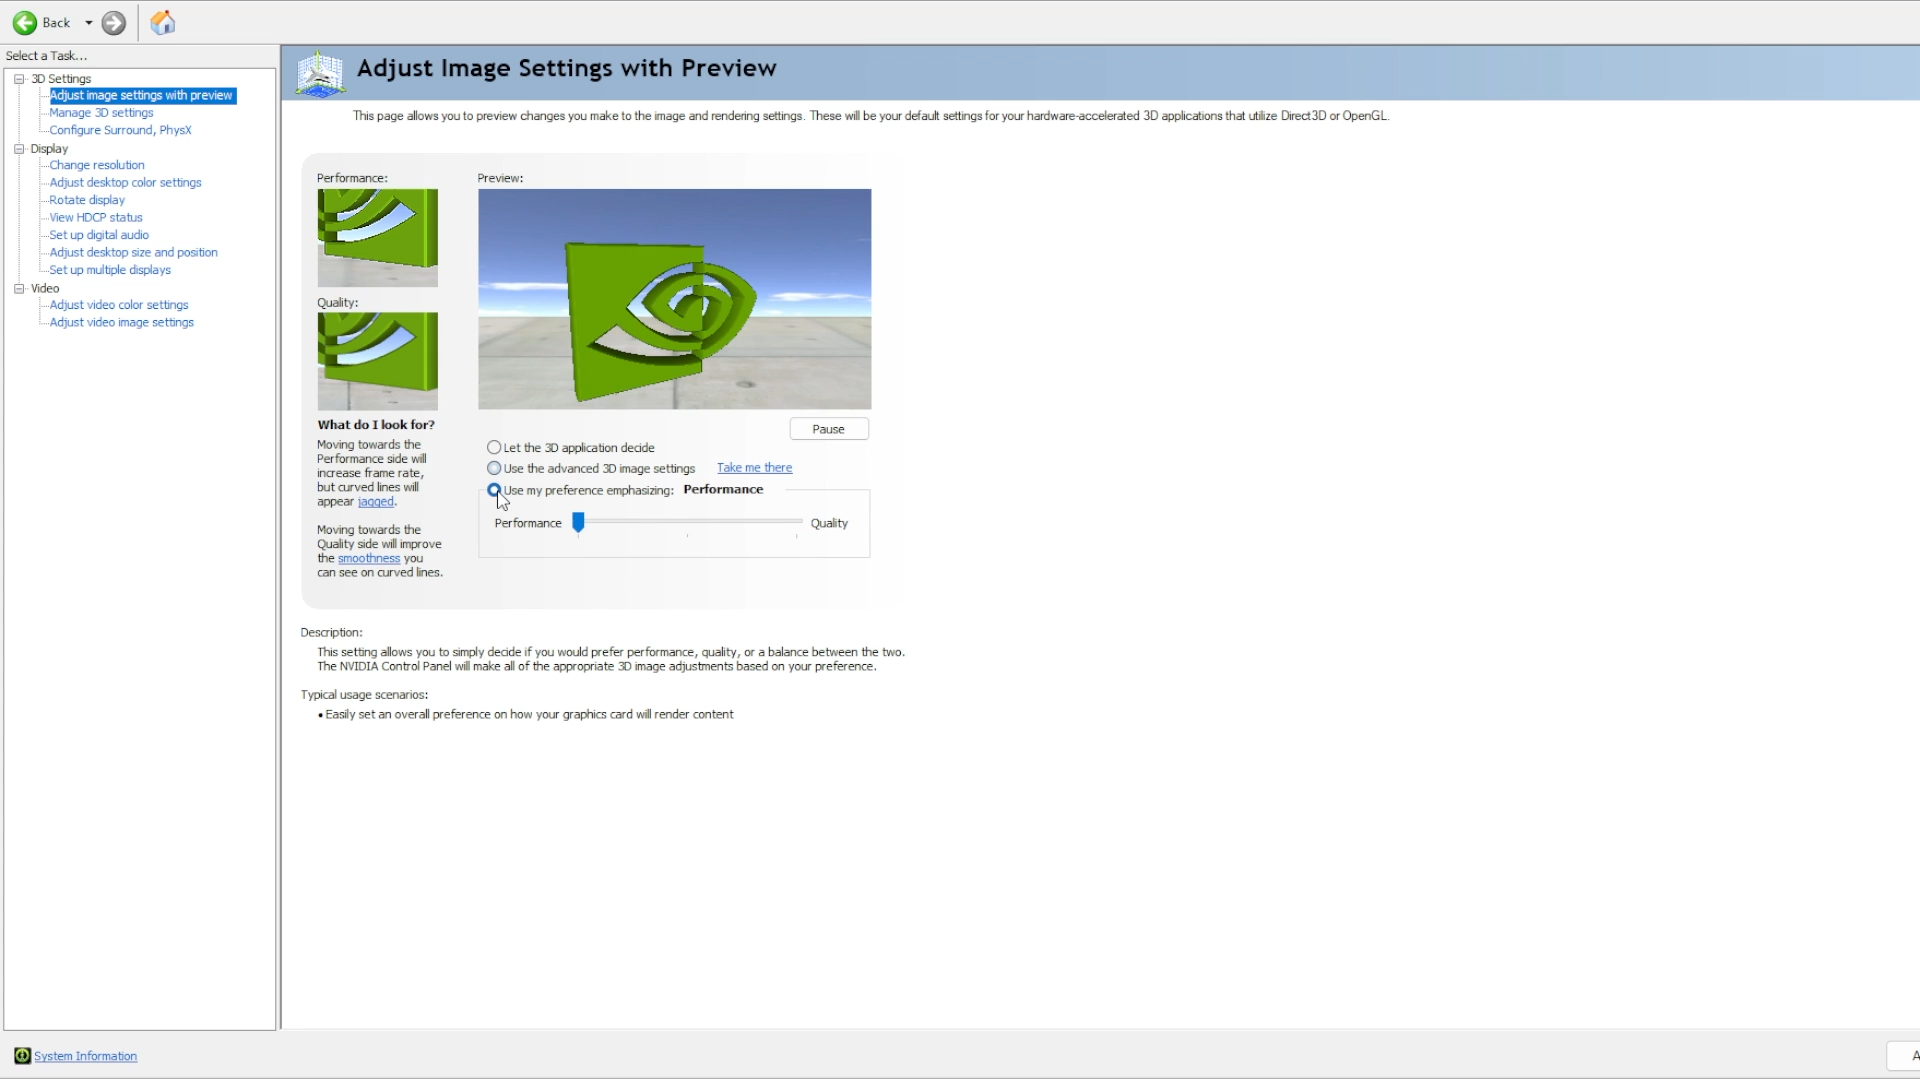 Back
Select a Task...
3D Settings
Adjust image settings with preview
Manage 3D settings
Configure Surround, PhysX
Display
Change resolution
Adjust desktop color settings
Rotate display
View HDCP status
Set up digital audio
Adjust desktop size and position
Set up multiple displays
Video
Adjust video color settings
Adjust video image settings
System Information
Adjust Image Settings with Preview
This page allows you to preview changes you make to the image and rendering settings. These will be your default settings for your hardware-accelerated 3D applications that utilize Direct3D or OpenGL.
Performance:
Quality:
What do I look for?
Moving towards the
Performance side will
increase frame rate,
but curved lines will
appear jagged.
Moving towards the
Quality side will improve
the smoothness you
can see on curved lines.
Preview:
Pause
Let the 3D application decide
Use the advanced 3D image settings Take me there
Use my preference emphasizing: Performance
Performance Quality
Description:
This setting allows you to simply decide if you would prefer performance, quality, or a balance between the two.
The NVIDIA Control Panel will make all of the appropriate 3D image adjustments based on your preference.
Typical usage scenarios:
• Easily set an overall preference on how your graphics card will render content
A